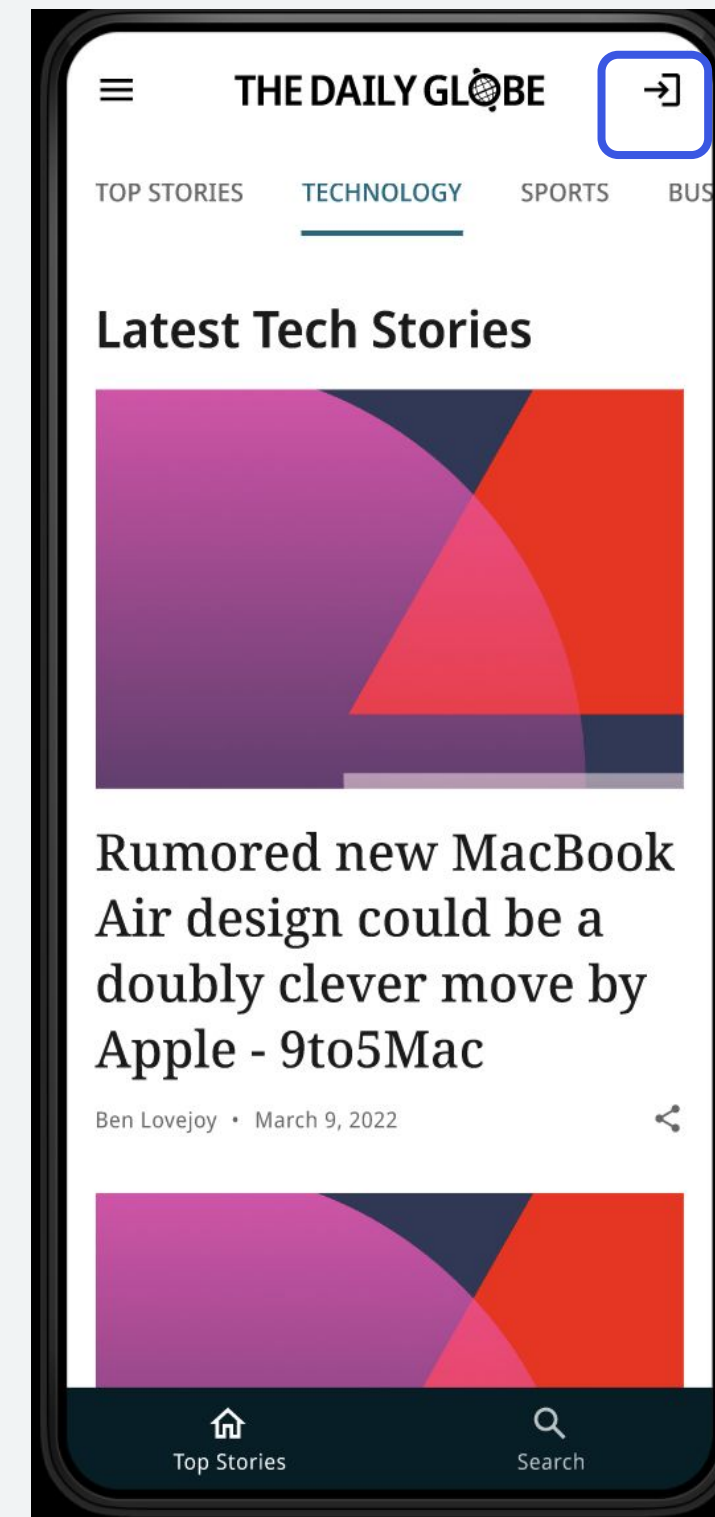 THE DAILY GLOBE
TOP STORIES TECHNOLOGY SPORTS BUS
Latest Tech Stories
Rumored new MacBook
Air design could be a
doubly clever move by
Apple - 9to5Mac
Ben Lovejoy • March 9, 2022
Top Stories Search